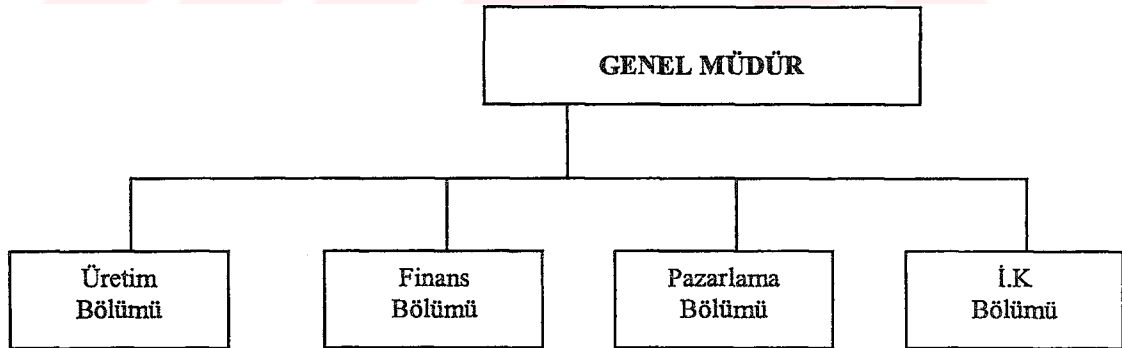 GENEL MÜDÜR
Üretim
Bölümü
Finans
Bölümü
Pazarlama
Bölümü
İ.K
Bölümü